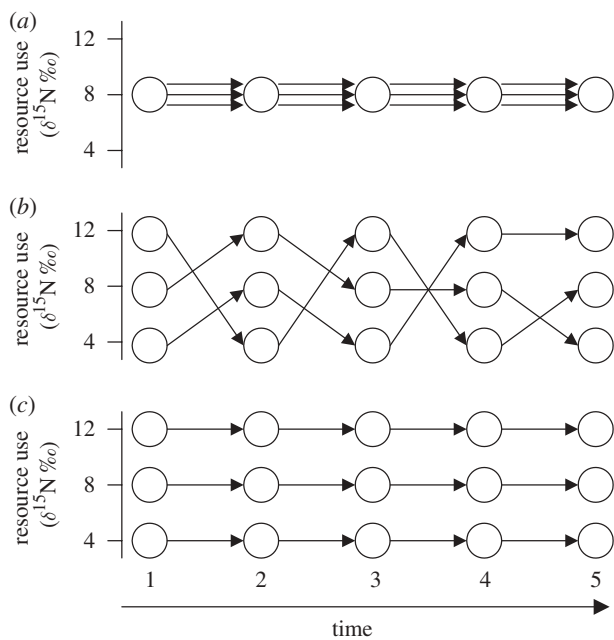 (a)
resource use
(δ¹⁵N ‰)
12
8
4
(b)
resource use
(δ¹⁵N ‰)
12
8
4
(c)
resource use
(δ¹⁵N ‰)
12
8
4
1 2 3 4 5
time